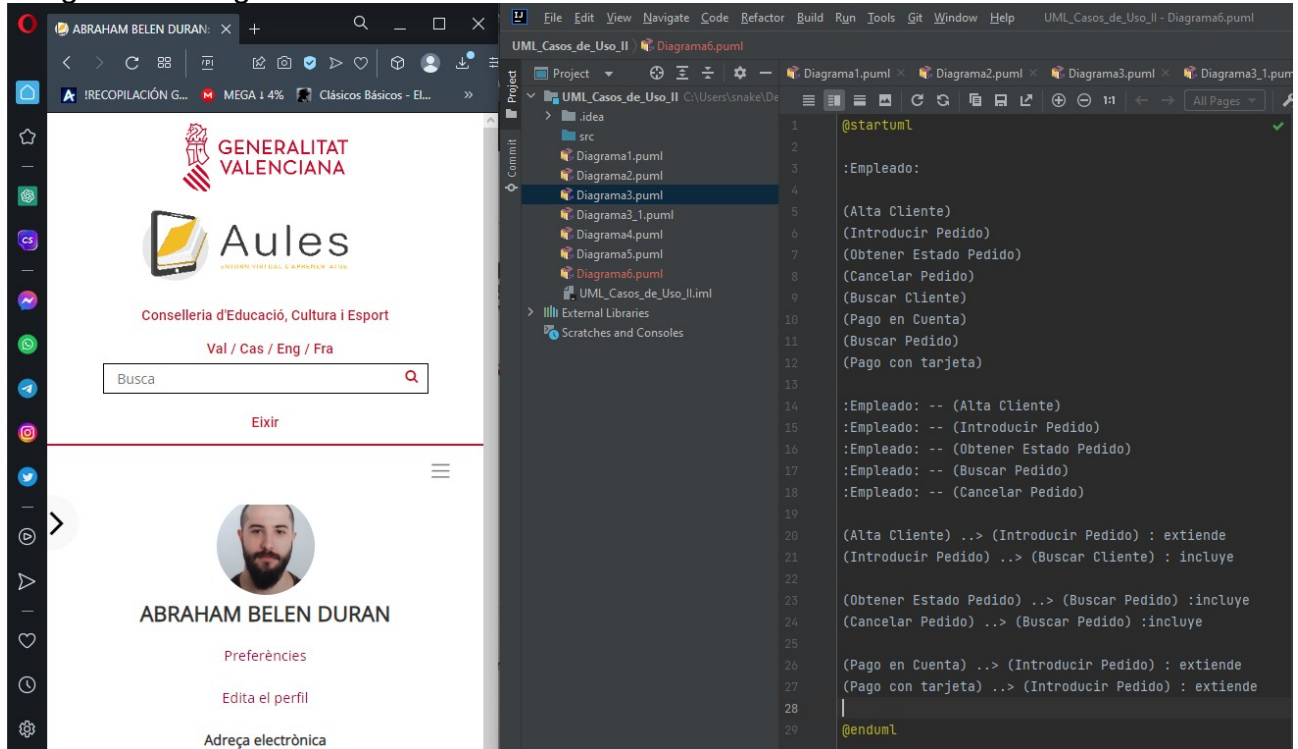 ABRAHAM BELEN DURAN:
!RECOPILACIÓN G... MEGA ↓ 4% Clásicos Básicos - El... »
GENERALITAT
VALENCIANA
Aules
Conselleria d'Educació, Cultura i Esport
Val / Cas / Eng / Fra
Busca
Eixir
ABRAHAM BELEN DURAN
Preferències
Edita el perfil
Adreça electrònica
File Edit View Navigate Code Refactor Build Run Tools Git Window Help UML_Casos_de_Uso_II - Diagrama6.puml
UML_Casos_de_Uso_II Diagrama6.puml
Project
Commit
Project
UML_Casos_de_Uso_II C:\Users\snake\De
.idea
src
Diagrama1.puml
Diagrama2.puml
Diagrama3.puml
Diagrama3_1.puml
Diagrama4.puml
Diagrama5.puml
Diagrama6.puml
UML_Casos_de_Uso_II.iml
External Libraries
Scratches and Consoles
Diagrama1.puml Diagrama2.puml Diagrama3.puml Diagrama3_1.pum
1:1 All Pages
1 @startuml
2
3 :Empleado:
4
5 (Alta Cliente)
6 (Introducir Pedido)
7 (Obtener Estado Pedido)
8 (Cancelar Pedido)
9 (Buscar Cliente)
10 (Pago en Cuenta)
11 (Buscar Pedido)
12 (Pago con tarjeta)
13
14 :Empleado: -- (Alta Cliente)
15 :Empleado: -- (Introducir Pedido)
16 :Empleado: -- (Obtener Estado Pedido)
17 :Empleado: -- (Buscar Pedido)
18 :Empleado: -- (Cancelar Pedido)
19
20 (Alta Cliente) ..> (Introducir Pedido) : extiende
21 (Introducir Pedido) ..> (Buscar Cliente) : incluye
22
23 (Obtener Estado Pedido) ..> (Buscar Pedido) :incluye
24 (Cancelar Pedido) ..> (Buscar Pedido) :incluye
25
26 (Pago en Cuenta) ..> (Introducir Pedido) : extiende
27 (Pago con tarjeta) ..> (Introducir Pedido) : extiende
28
29 @enduml